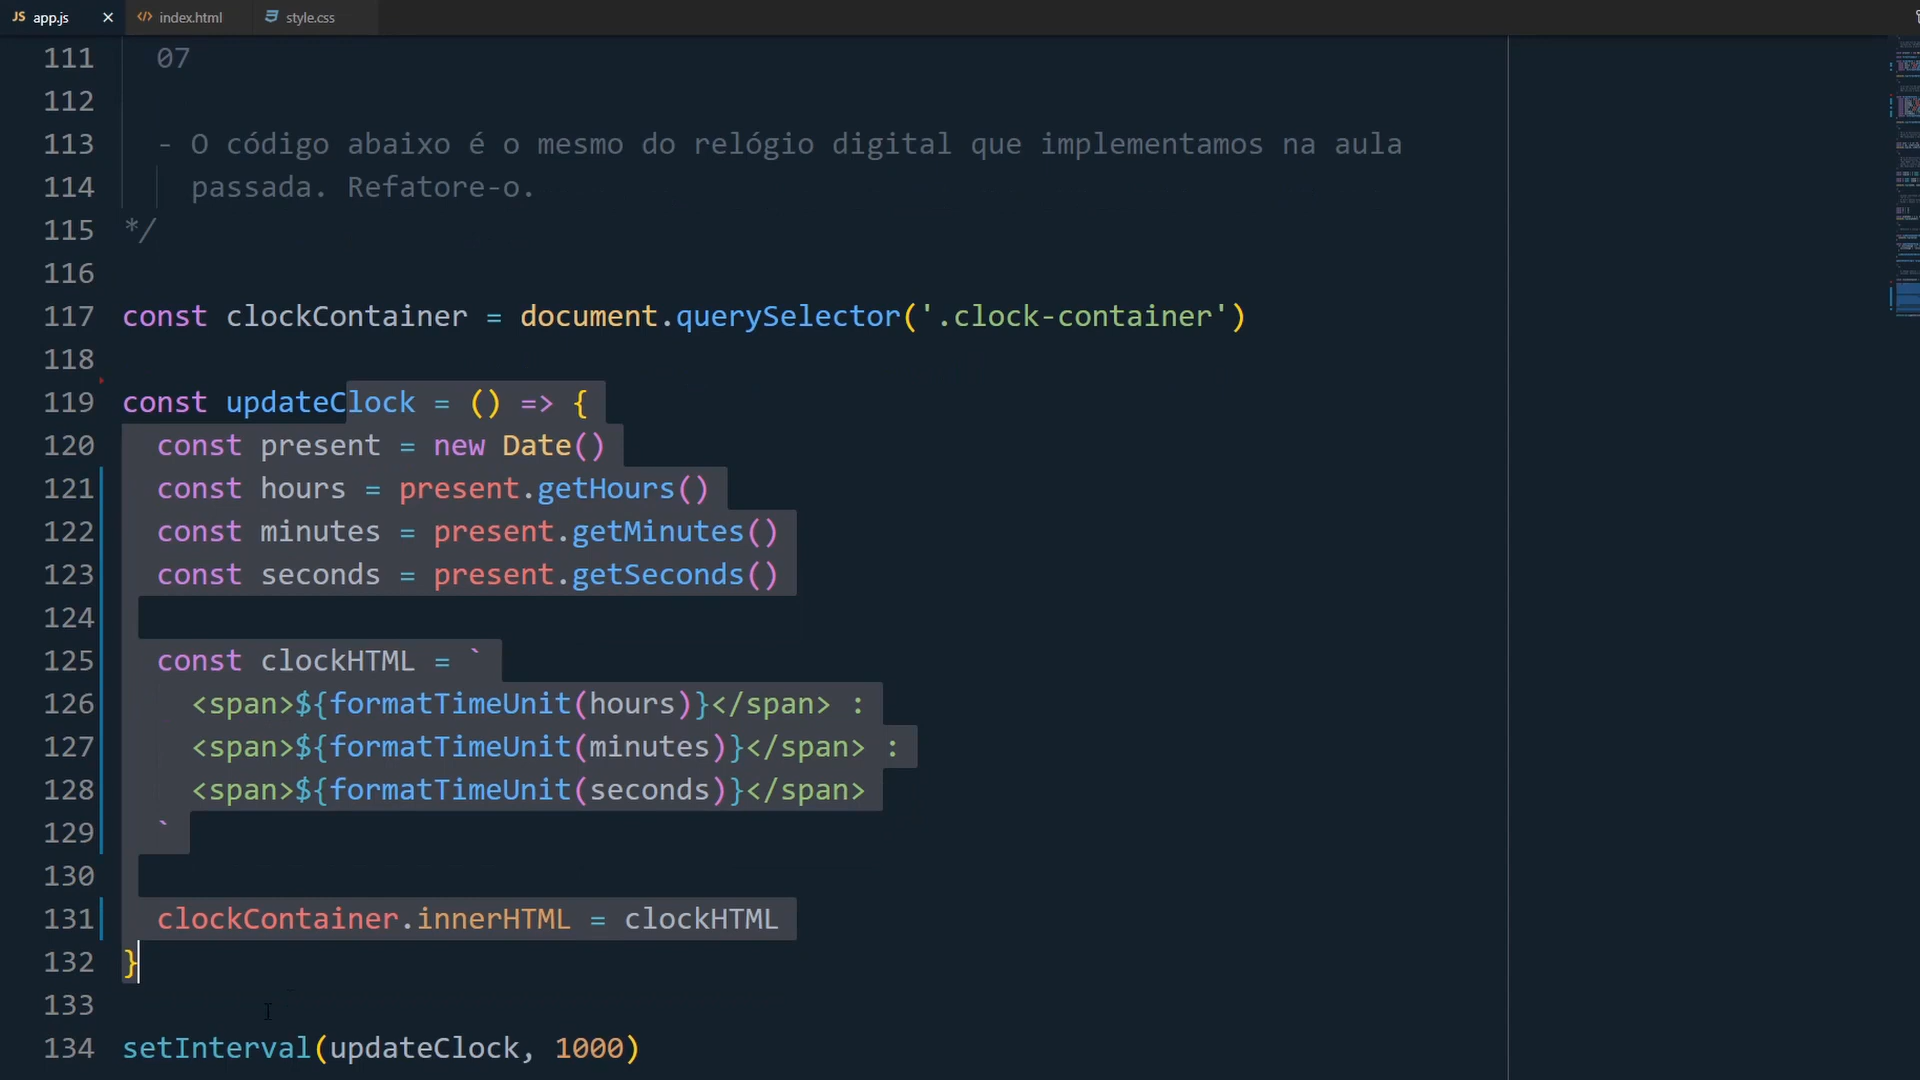 JS app.js × <> index.html style.css
111 07
112
113 - O código abaixo é o mesmo do relógio digital que implementamos na aula
114 passada. Refatore-o.
115 */
116
117 const clockContainer = document.querySelector('.clock-container')
118
119 const updateClock = () => {
120 const present = new Date()
121 const hours = present.getHours()
122 const minutes = present.getMinutes()
123 const seconds = present.getSeconds()
124
125 const clockHTML = `
126 <span>${formatTimeUnit(hours)}</span> :
127 <span>${formatTimeUnit(minutes)}</span> :
128 <span>${formatTimeUnit(seconds)}</span>
129 `
130
131 clockContainer.innerHTML = clockHTML
132 }
133
134 setInterval(updateClock, 1000)